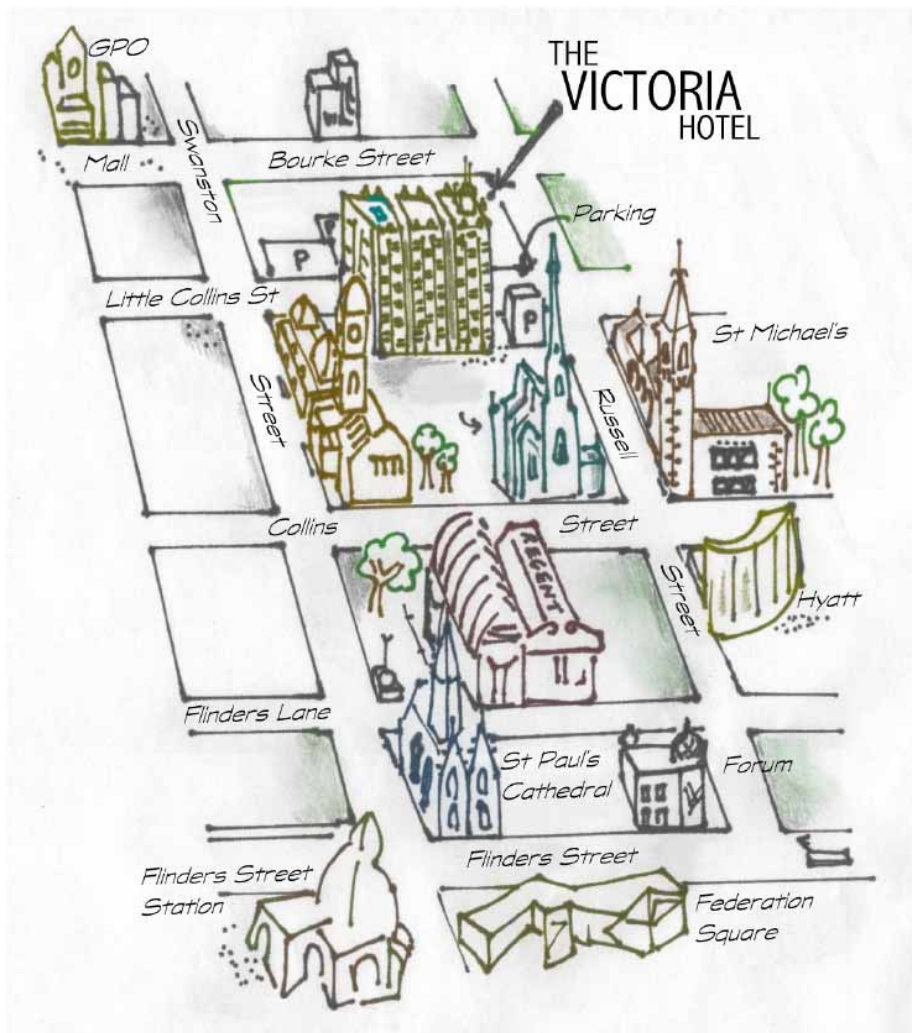 GPO
THE
VICTORIA
HOTEL
Mall
Swanston
Bourke Street
Parking
P
P
Little Collins St
P
St Michael's
Street
Russell
Collins
Street
REGENT
Street
Hyatt
Flinders Lane
St Paul's
Cathedral
Forum
Flinders Street
Flinders Street
Station
Federation
Square